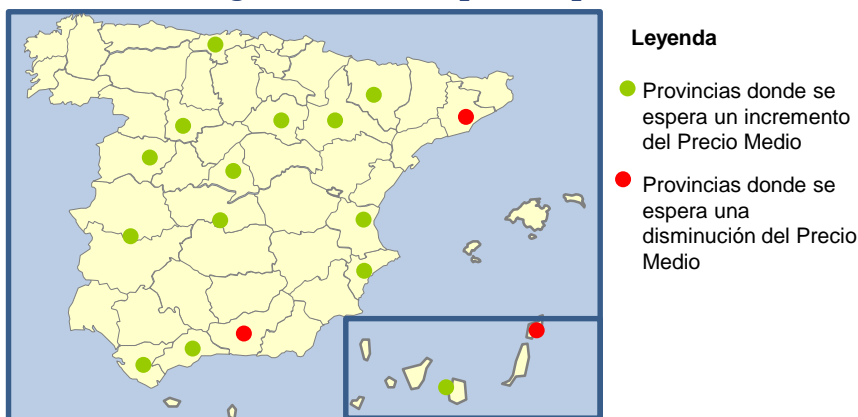 Leyenda
Provincias donde se
espera un incremento
del Precio Medio
Provincias donde se
espera una
disminución del Precio
Medio